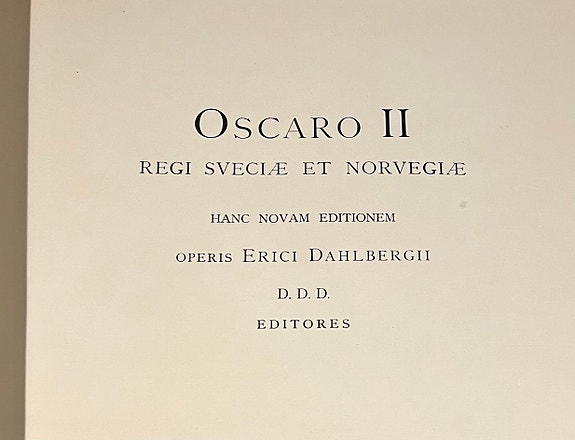 OSCARO II
REGI SVECIÆ ET NORVEGIÆ
HANC NOVAM EDITIONEM
OPERIS ERICI DAHLBERGII
D. D. D.
EDITORES